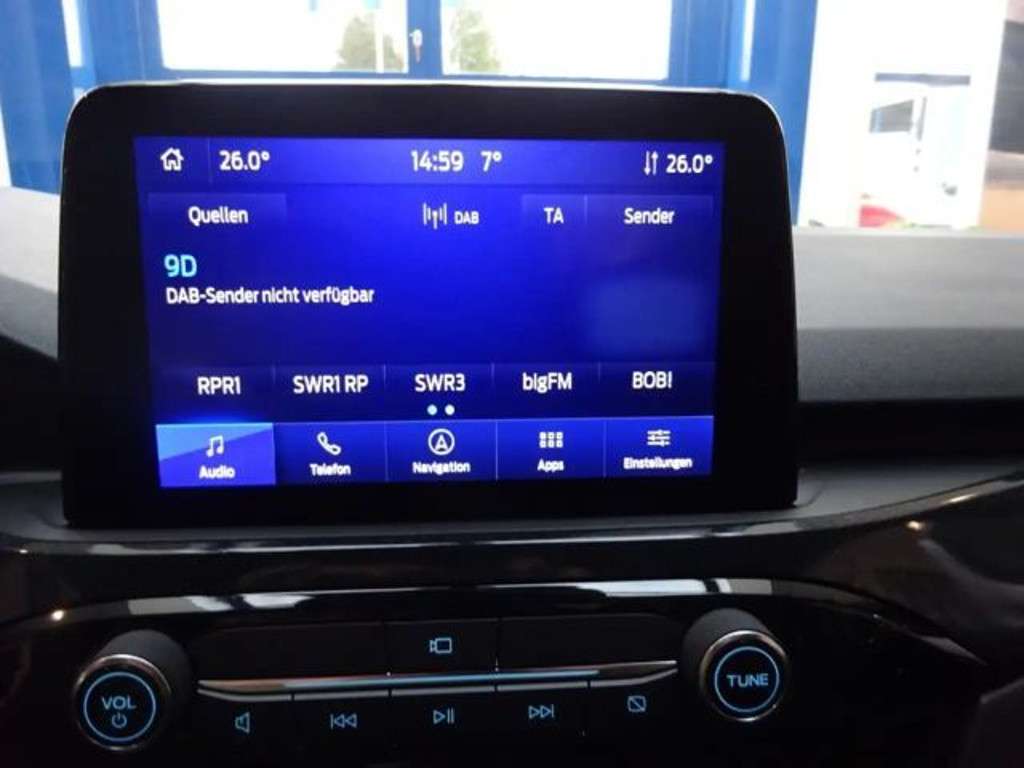 26.0° 14:59 7° 26.0°
Quellen DAB TA Sender
9D
DAB-Sender nicht verfügbar
RPR1 SWR1 RP SWR3 bigFM BOB!
Audio Telefon Navigation Apps Einstellungen
VOL TUNE